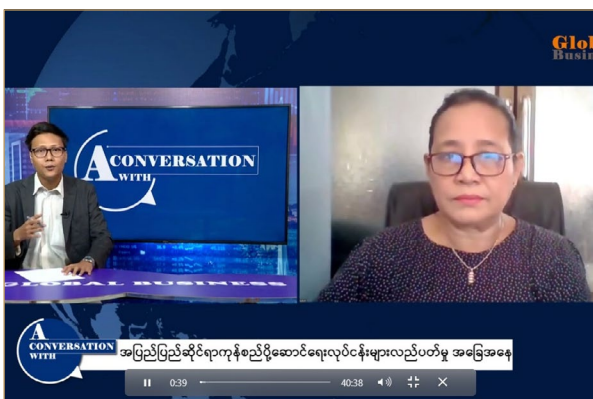 Glob
Busin
A CONVERSATION
WITH
GLOBAL BUSINESS
A
CONVERSATION
WITH
အပြည်ပြည်ဆိုင်ရာကုန်စည်ပို့ဆောင်ရေးလုပ်ငန်းများလည်ပတ်မှု အခြေအနေ
0:39
40:38